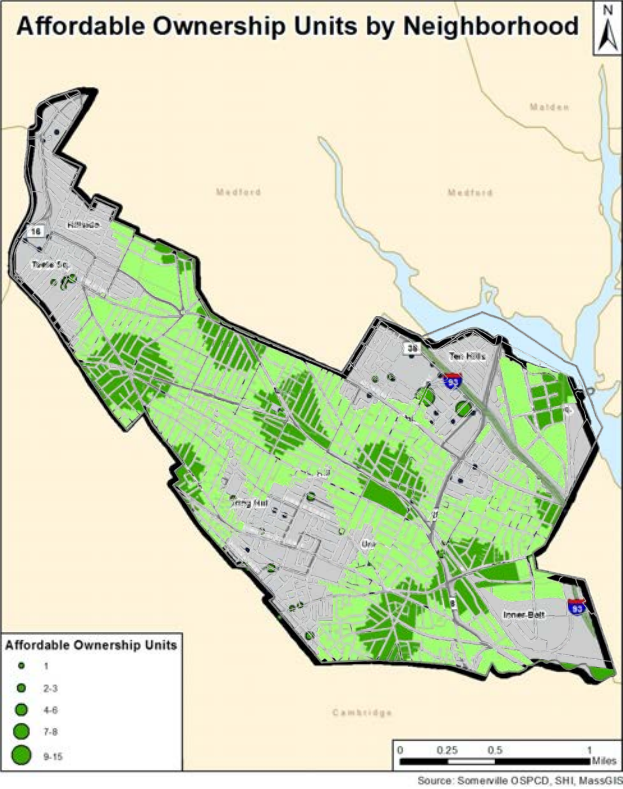 Affordable Ownership Units by Neighborhood
N
Malden
Medford
Medford
Hillside
16
38
Ten Hills
93
Inner Belt
93
Affordable Ownership Units
1
2-3
4-6
7-8
9-15
Cambridge
0 0.25 0.5 1
Miles
Source: Somerville OSPCD, SHI, MassGIS